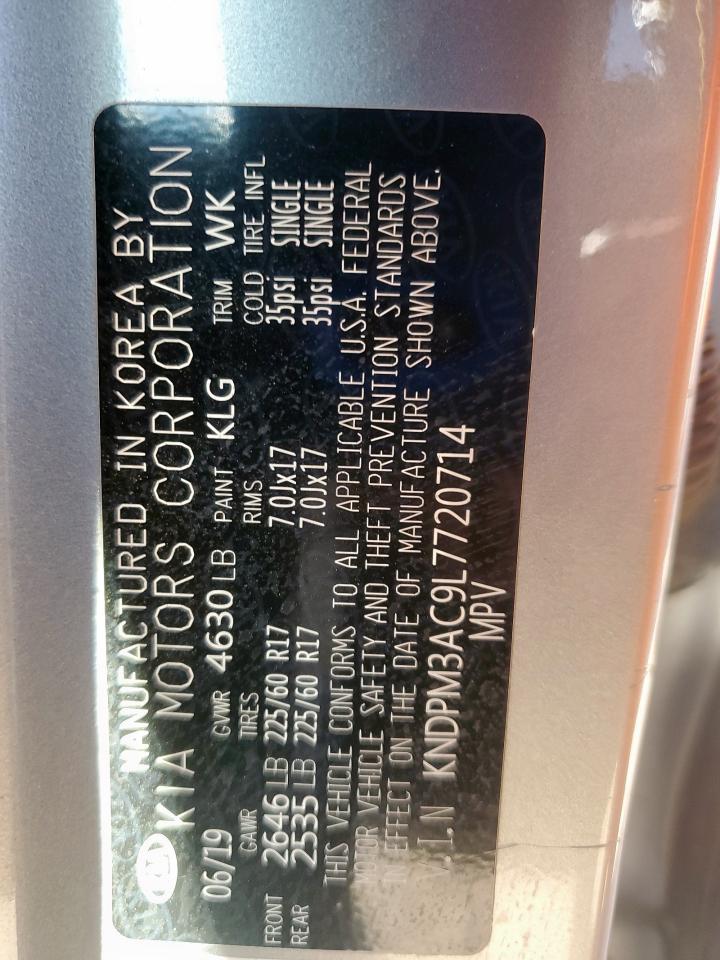 MANUFACTURED IN KOREA BY
KIA KIA MOTORS CORPORATION
06/19 GVWR 4630 LB PAINT KLG TRIM WK
GAWR TIRES RIMS COLD TIRE INFL
FRONT 2646 LB 225/60 R17 7.0Jx17 35psi SINGLE
REAR 2535 LB 225/60 R17 7.0Jx17 35psi SINGLE
THIS VEHICLE CONFORMS TO ALL APPLICABLE U.S.A. FEDERAL
MOTOR VEHICLE SAFETY AND THEFT PREVENTION STANDARDS
IN EFFECT ON THE DATE OF MANUFACTURE SHOWN ABOVE.
V.I.N KNDPM3AC9L7720714
MPV